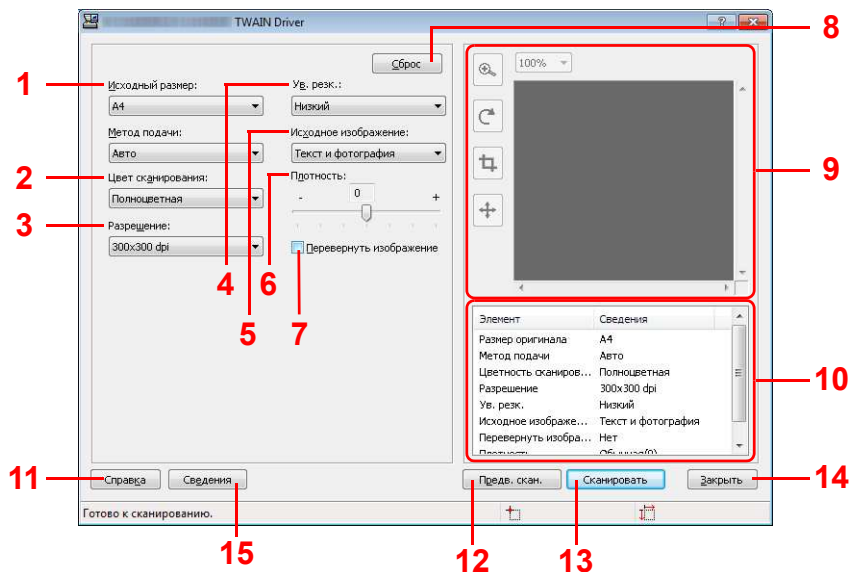 TWAIN Driver
8
Сброс
1
Исходный размер:
A4
Метод подачи:
Авто
2
Цвет сканирования:
Полноцветная
3
Разрешение:
300x300 dpi
4
Ув. резк.:
Низкий
5
Исходное изображение:
Текст и фотография
6
Плотность:
- 0 +
Перевернуть изображение
7
100%
9
Элемент Сведения
Размер оригинала A4
Метод подачи Авто
Цветность сканиров... Полноцветная
Разрешение 300x300 dpi
Ув. резк. Низкий
Исходное изображе... Текст и фотография
Перевернуть изобра... Нет
Плотность Обычная(0)
10
11
Справка
Сведения
15
Предв. скан.
12
Сканировать
13
Закрыть
14
Готово к сканированию.